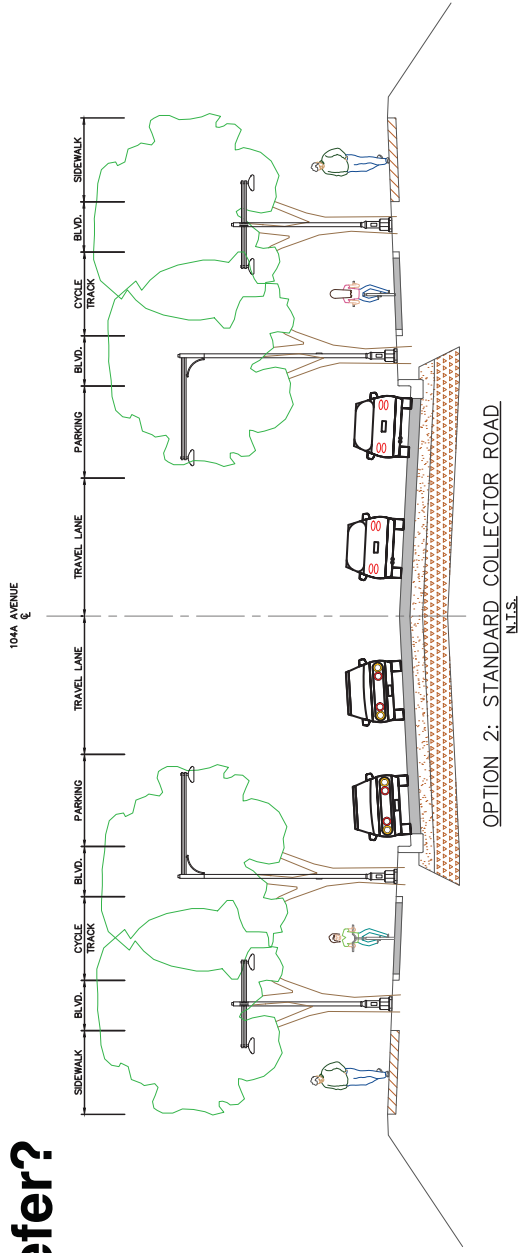 efer?
104A AVENUE
℄
SIDEWALK BLVD. CYCLE BLVD. PARKING TRAVEL LANE TRAVEL LANE PARKING BLVD. CYCLE BLVD. SIDEWALK
TRACK TRACK
OPTION 2: STANDARD COLLECTOR ROAD
N.T.S.